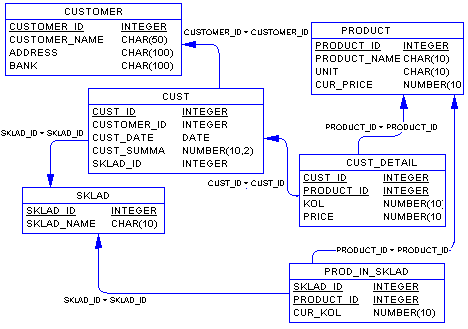 CUSTOMER
CUSTOMER_ID INTEGER
CUSTOMER_NAME CHAR(50)
ADDRESS CHAR(100)
BANK CHAR(100)
CUSTOMER_ID = CUSTOMER_ID
PRODUCT
PRODUCT_ID INTEGER
PRODUCT_NAME CHAR(10)
UNIT CHAR(10)
CUR_PRICE NUMBER(10
CUST
CUST_ID INTEGER
CUSTOMER_ID INTEGER
CUST_DATE DATE
CUST_SUMMA NUMBER(10,2)
SKLAD_ID INTEGER
SKLAD_ID = SKLAD_ID
PRODUCT_ID = PRODUCT_ID
CUST_DETAIL
CUST_ID INTEGER
PRODUCT_ID INTEGER
KOL NUMBER(10)
PRICE NUMBER(10
CUST_ID = CUST_ID
SKLAD
SKLAD_ID INTEGER
SKLAD_NAME CHAR(10)
PRODUCT_ID = PRODUCT_ID
PROD_IN_SKLAD
SKLAD_ID INTEGER
PRODUCT_ID INTEGER
CUR_KOL NUMBER(10)
SKLAD_ID = SKLAD_ID